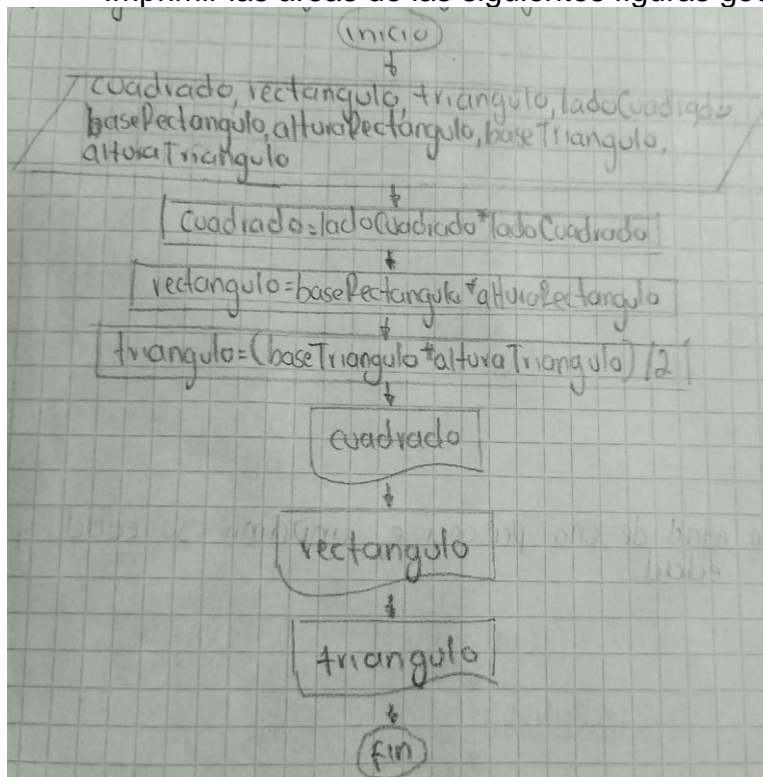 Imprimir las áreas de las siguientes figuras geo
inicio
cuadrado, rectangulo, triangulo, ladoCuadrado,
baseRectangulo, alturaRectángulo, baseTriangulo,
alturaTriangulo
cuadrado=ladoCuadrado*ladoCuadrado
rectangulo=baseRectangulo*alturaRectangulo
triangulo=(baseTriangulo*alturaTriangulo)/2
cuadrado
rectangulo
triangulo
fin